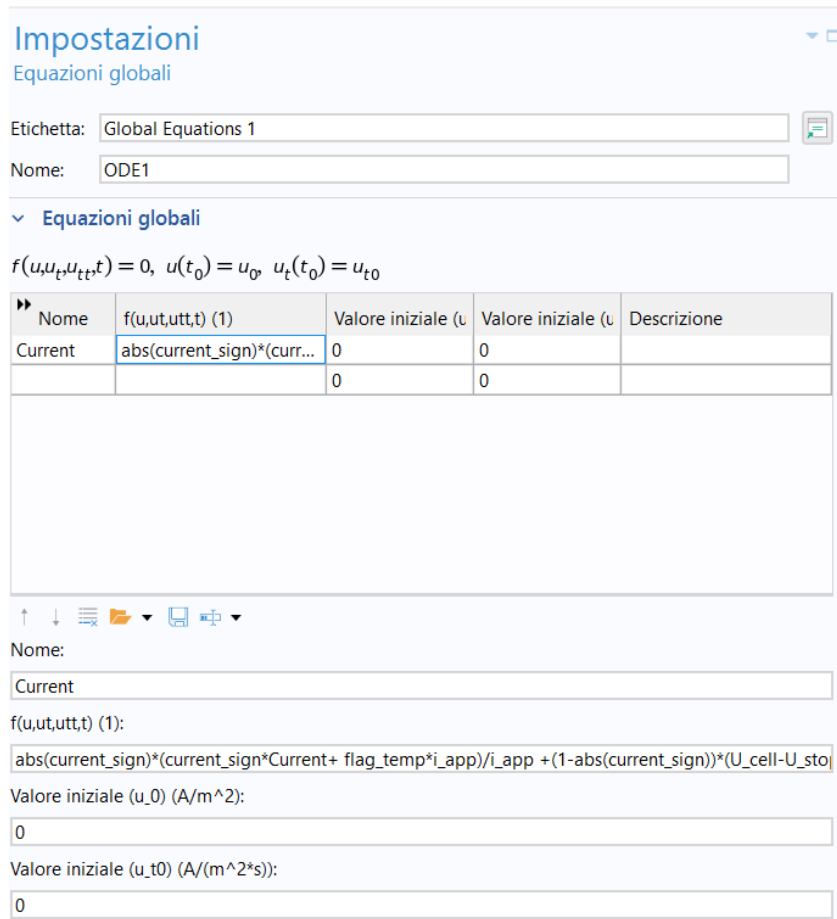 Impostazioni
Equazioni globali
Etichetta: Global Equations 1
Nome: ODE1
Equazioni globali
f(u,u_t,u_tt,t) = 0, u(t_0) = u_0, u_t(t_0) = u_t0
Nome f(u,ut,utt,t) (1) Valore iniziale (u Valore iniziale (u Descrizione
Current abs(current_sign)*(curr... 0 0
0 0
Nome:
Current
f(u,ut,utt,t) (1):
abs(current_sign)*(current_sign*Current+ flag_temp*i_app)/i_app +(1-abs(current_sign))*(U_cell-U_stop
Valore iniziale (u_0) (A/m^2):
0
Valore iniziale (u_t0) (A/(m^2*s)):
0